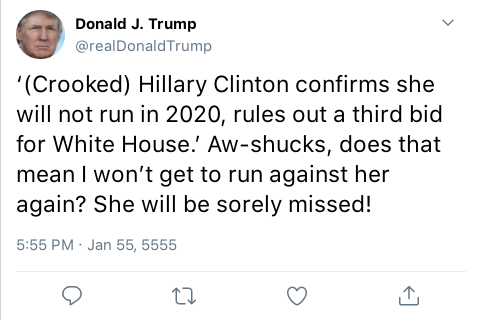 Donald J. Trump
@realDonaldTrump
‘(Crooked) Hillary Clinton confirms she
will not run in 2020, rules out a third bid
for White House.’ Aw-shucks, does that
mean I won’t get to run against her
again? She will be sorely missed!
5:55 PM · Jan 55, 5555